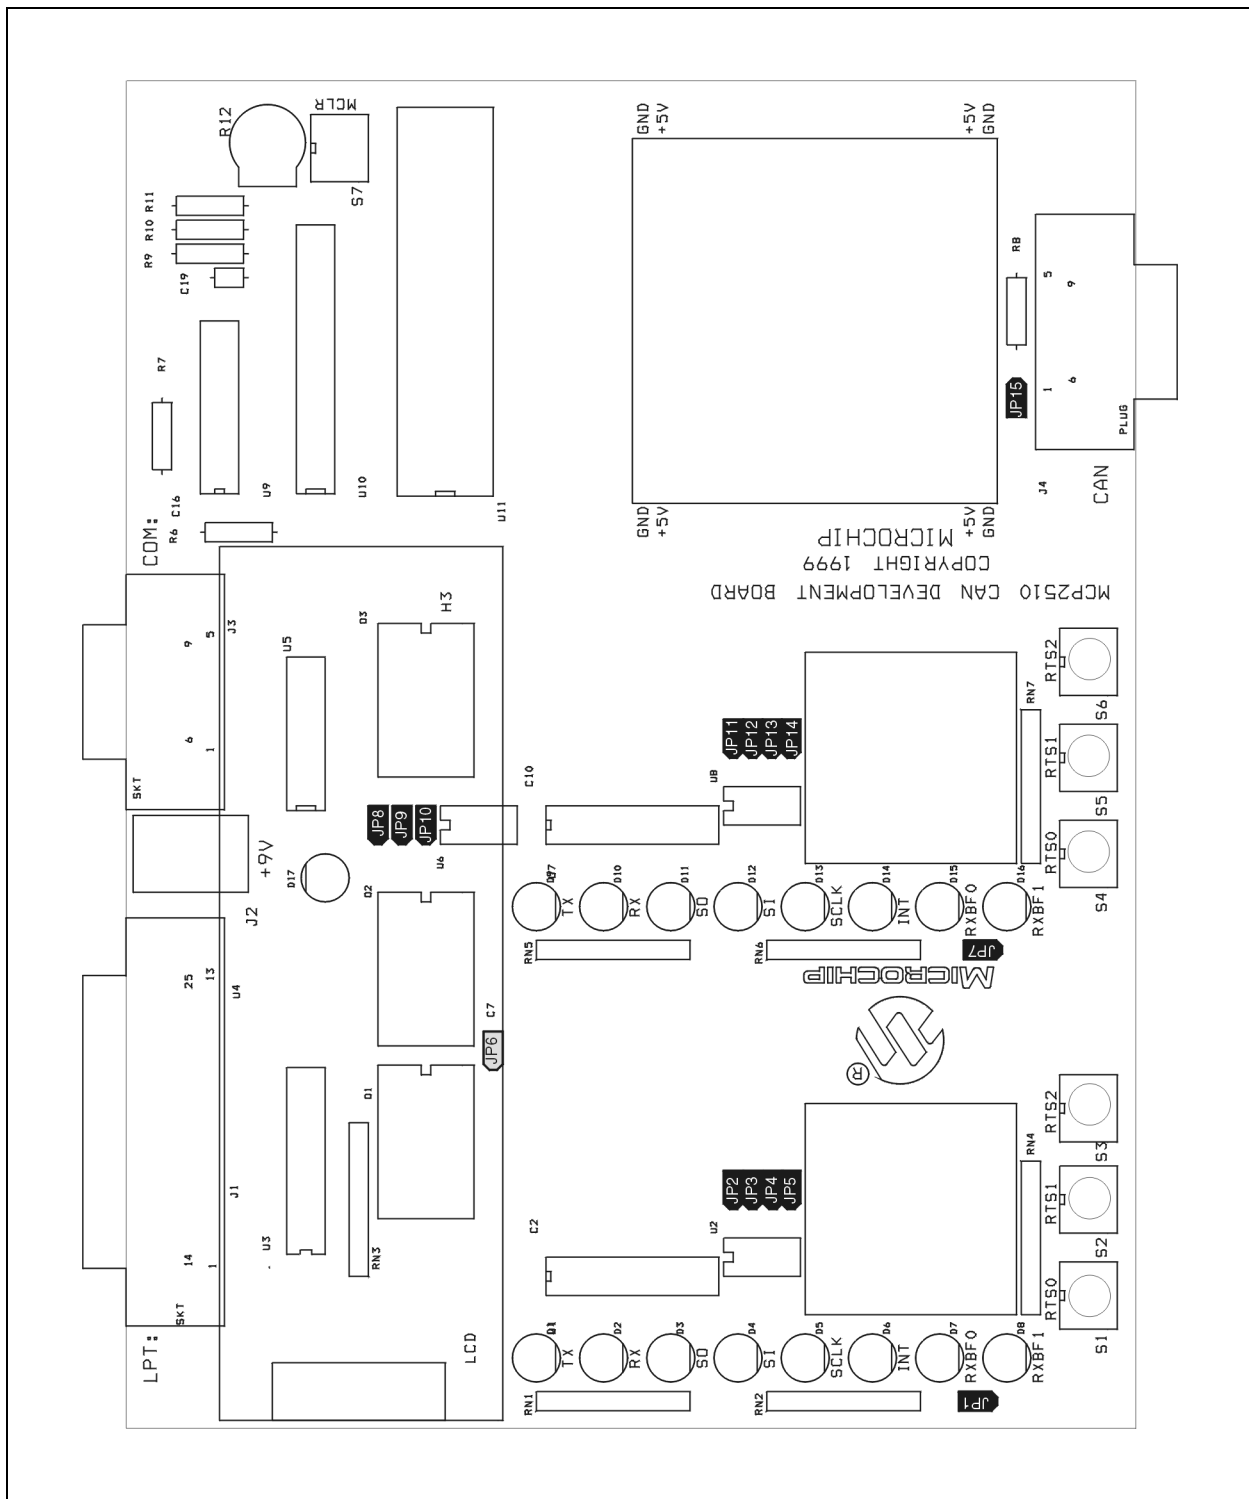 R12
MCLR
S7
R11
R10
R9
C19
R7
C16
R6
COM:
U9
U10
U11
GND
+5V
+5V
GND
GND
+5V
+5V
GND
R8
5
9
1
6
JP15
PLUG
J4
CAN
MICROCHIP
COPYRIGHT 1999
MCP2510 CAN DEVELOPMENT BOARD
J3
9
5
6
1
SKT
U5
D3
H3
+9V
J2
D17
JP8
JP9
JP10
U6
C10
U8
JP11
JP12
JP13
JP14
RN7
RTS2
S6
RTS1
S5
RTS0
S4
D10
D11
D12
D13
D14
D15
D16
TX
RX
SO
SI
SCLK
INT
RXBF0
RXBF1
RN5
RN6
JP7
MICROCHIP
®
25
13
U4
D2
C7
JP6
D1
J1
U3
RN3
14
1
SKT
LPT:
LCD
C2
U2
JP2
JP3
JP4
JP5
RN4
RTS2
S3
RTS1
S2
RTS0
S1
D2
D3
D4
D5
D6
D7
D8
TX
RX
SO
SI
SCLK
INT
RXBF0
RXBF1
RN1
RN2
JP1